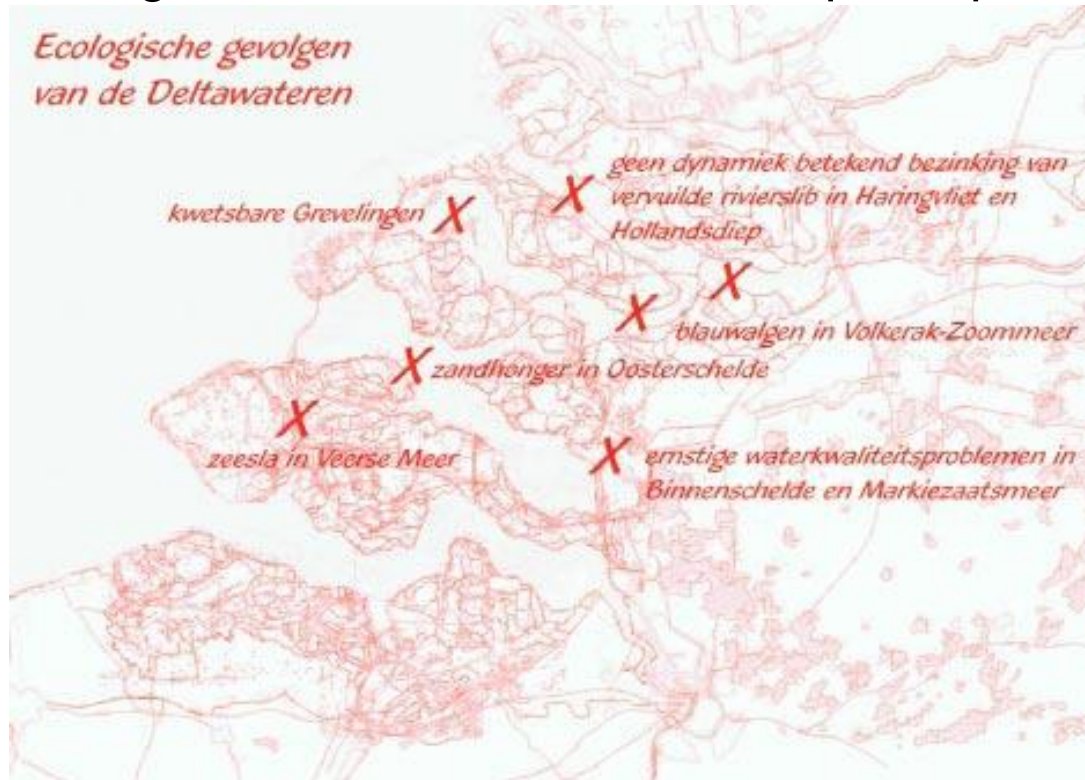 Ecologische gevolgen
van de Deltawateren
geen dynamiek betekend bezinking van
vervuilde rivierslib in Haringvliet en
Hollandsdiep
kwetsbare Grevelingen
blauwalgen in Volkerak-Zoommeer
zandhonger in Oosterschelde
zeesla in Veerse Meer
ernstige waterkwaliteitsproblemen in
Binnenschelde en Markiezaatsmeer